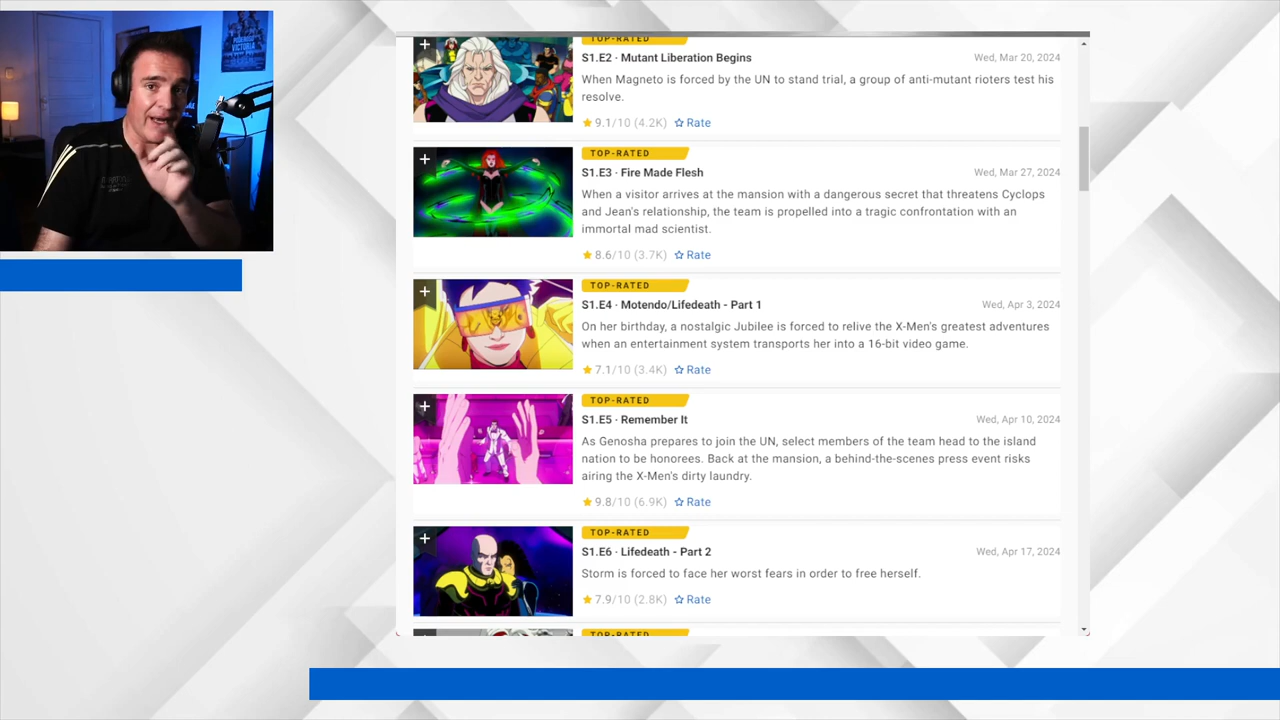 TOP-RATED
S1.E2 · Mutant Liberation Begins
Wed, Mar 20, 2024
When Magneto is forced by the UN to stand trial, a group of anti-mutant rioters test his
resolve.
9.1/10 (4.2K) Rate
TOP-RATED
S1.E3 · Fire Made Flesh
Wed, Mar 27, 2024
When a visitor arrives at the mansion with a dangerous secret that threatens Cyclops
and Jean's relationship, the team is propelled into a tragic confrontation with an
immortal mad scientist.
8.6/10 (3.7K) Rate
TOP-RATED
S1.E4 · Motendo/Lifedeath - Part 1
Wed, Apr 3, 2024
On her birthday, a nostalgic Jubilee is forced to relive the X-Men's greatest adventures
when an entertainment system transports her into a 16-bit video game.
7.1/10 (3.4K) Rate
TOP-RATED
S1.E5 · Remember It
Wed, Apr 10, 2024
As Genosha prepares to join the UN, select members of the team head to the island
nation to be honorees. Back at the mansion, a behind-the-scenes press event risks
airing the X-Men's dirty laundry.
9.8/10 (6.9K) Rate
TOP-RATED
S1.E6 · Lifedeath - Part 2
Wed, Apr 17, 2024
Storm is forced to face her worst fears in order to free herself.
7.9/10 (2.8K) Rate
TOP-RATED